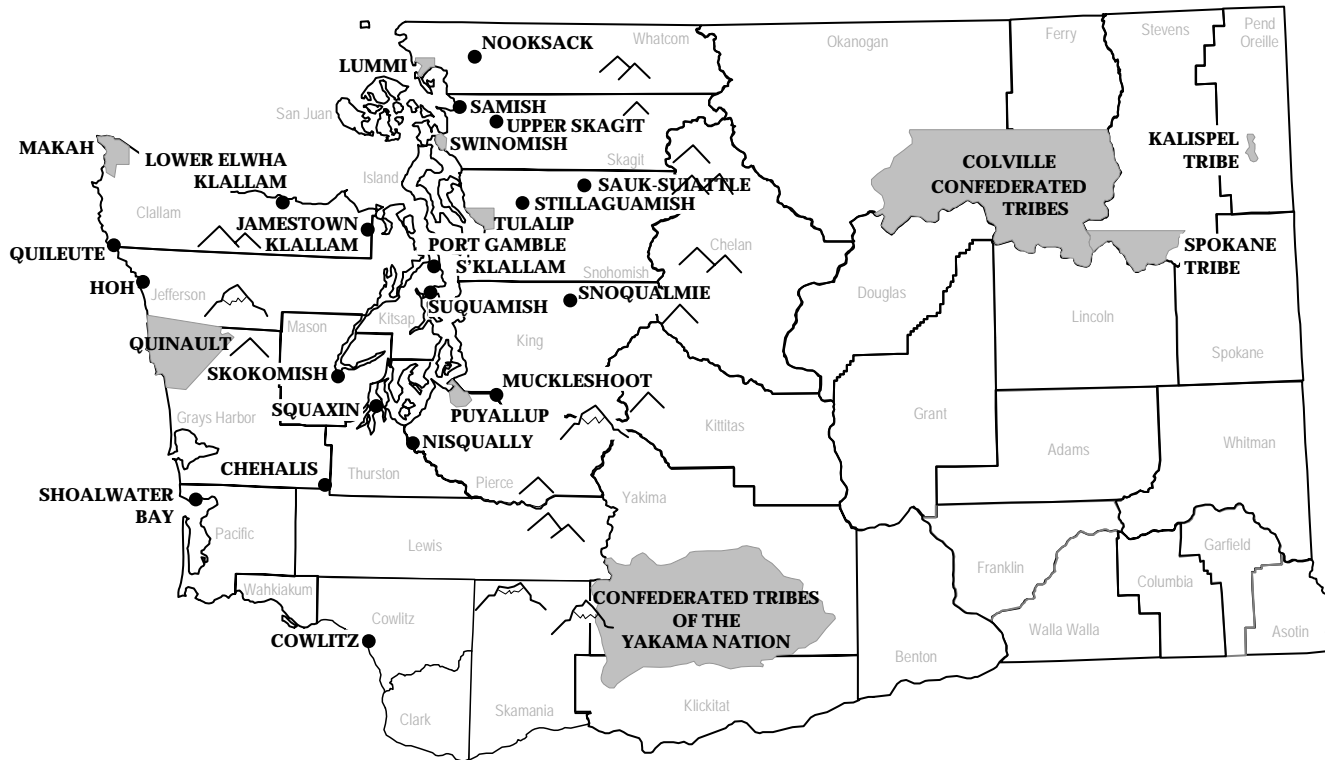 NOOKSACK
Whatcom
Okanogan
Ferry
Stevens
Pend
Oreille
LUMMI
San Juan
SAMISH
UPPER SKAGIT
SWINOMISH
Skagit
MAKAH
LOWER ELWHA
KLALLAM
Island
SAUK-SUIATTLE
STILLAGUAMISH
COLVILLE
CONFEDERATED
TRIBES
KALISPEL
TRIBE
Clallam
JAMESTOWN
KLALLAM
TULALIP
PORT GAMBLE
S'KLALLAM
Chelan
SPOKANE
TRIBE
QUILEUTE
Snohomish
HOH
Jefferson
SUQUAMISH
SNOQUALMIE
Douglas
Mason
Kitsap
Lincoln
QUINAULT
King
Spokane
SKOKOMISH
MUCKLESHOOT
SQUAXIN
PUYALLUP
Grays Harbor
Kittitas
Grant
NISQUALLY
Adams
Whitman
CHEHALIS
Thurston
Pierce
Yakima
SHOALWATER
BAY
Pacific
Lewis
Garfield
Franklin
Columbia
Wahkiakum
CONFEDERATED TRIBES
OF THE
YAKAMA NATION
Cowlitz
COWLITZ
Walla Walla
Asotin
Benton
Clark
Skamania
Klickitat